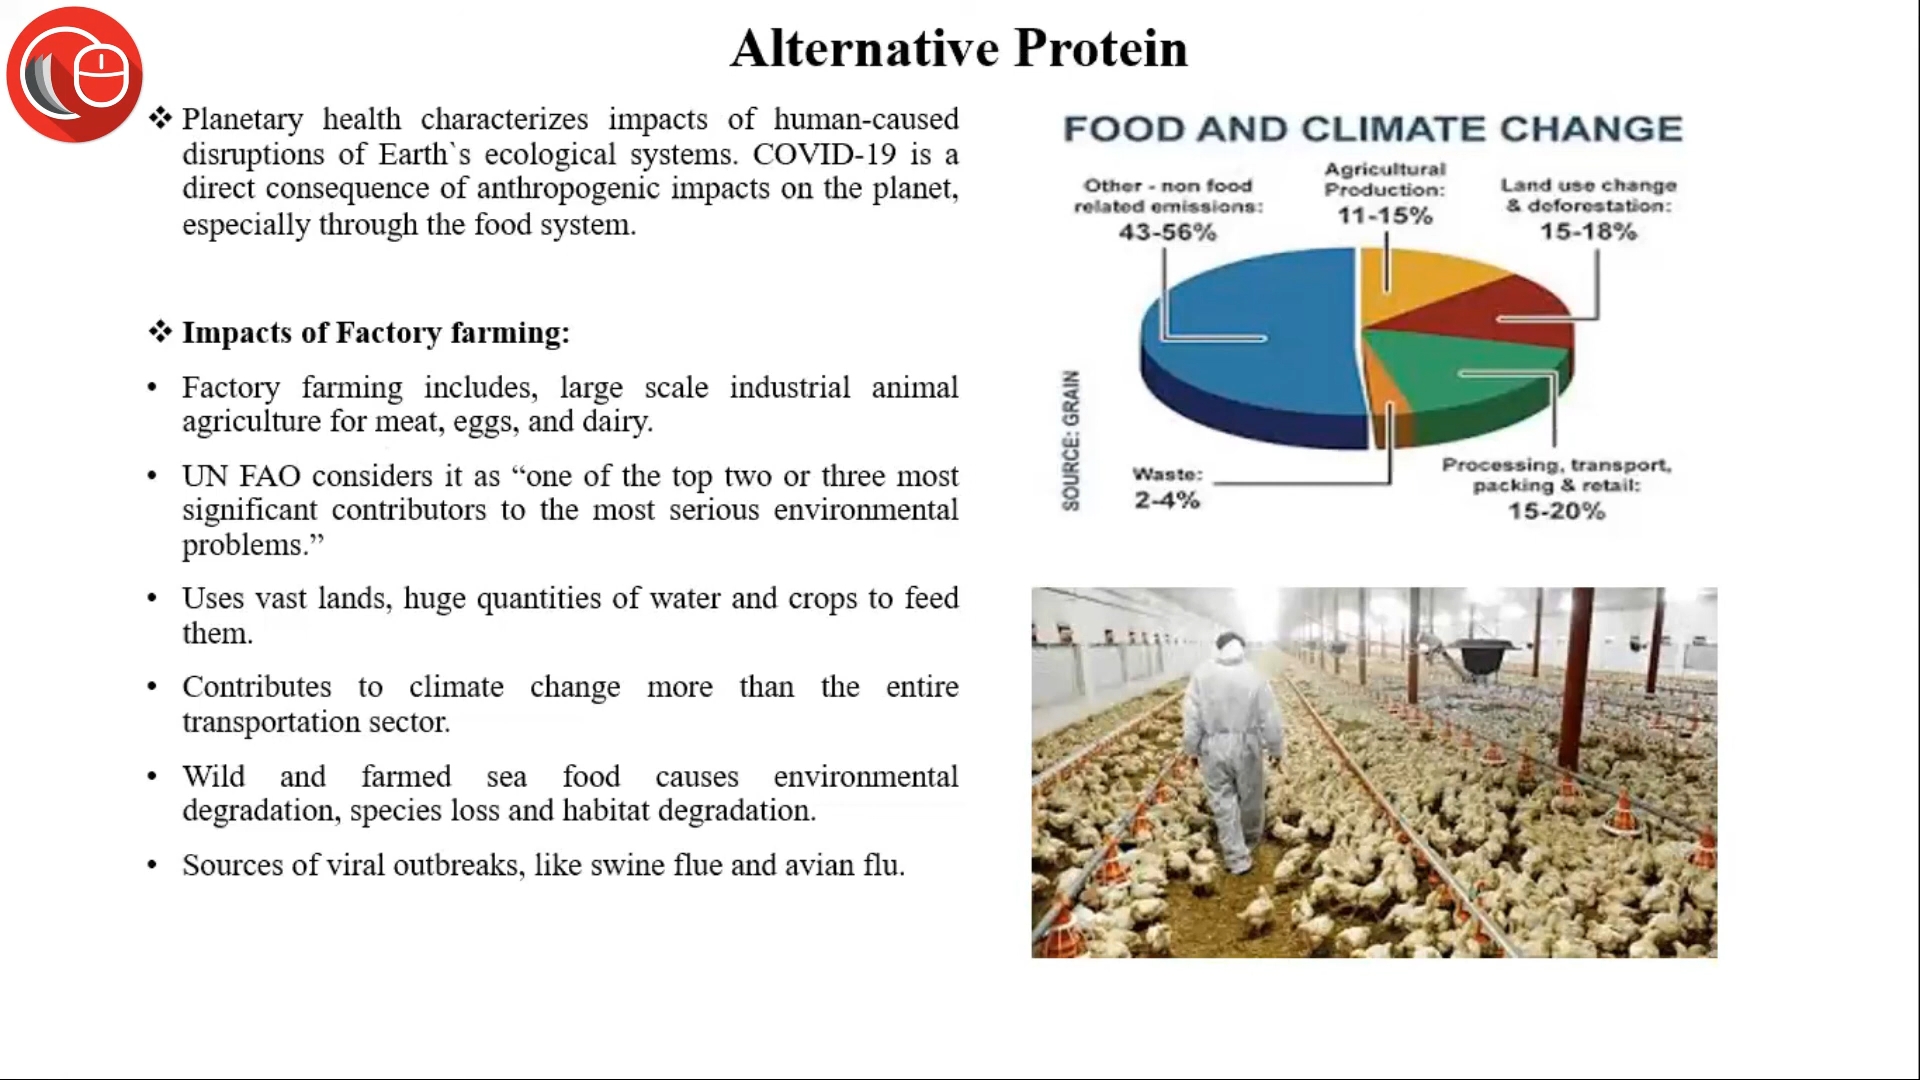 Alternative Protein
❖ Planetary health characterizes impacts of human-caused
disruptions of Earth`s ecological systems. COVID-19 is a
direct consequence of anthropogenic impacts on the planet,
especially through the food system.
❖ Impacts of Factory farming:
• Factory farming includes, large scale industrial animal
agriculture for meat, eggs, and dairy.
• UN FAO considers it as “one of the top two or three most
significant contributors to the most serious environmental
problems.”
• Uses vast lands, huge quantities of water and crops to feed
them.
• Contributes to climate change more than the entire
transportation sector.
• Wild and farmed sea food causes environmental
degradation, species loss and habitat degradation.
• Sources of viral outbreaks, like swine flue and avian flu.
FOOD AND CLIMATE CHANGE
Other - non food
related emissions:
43-56%
Agricultural
Production:
11-15%
Land use change
& deforestation:
15-18%
SOURCE: GRAIN
Waste:
2-4%
Processing, transport,
packing & retail:
15-20%